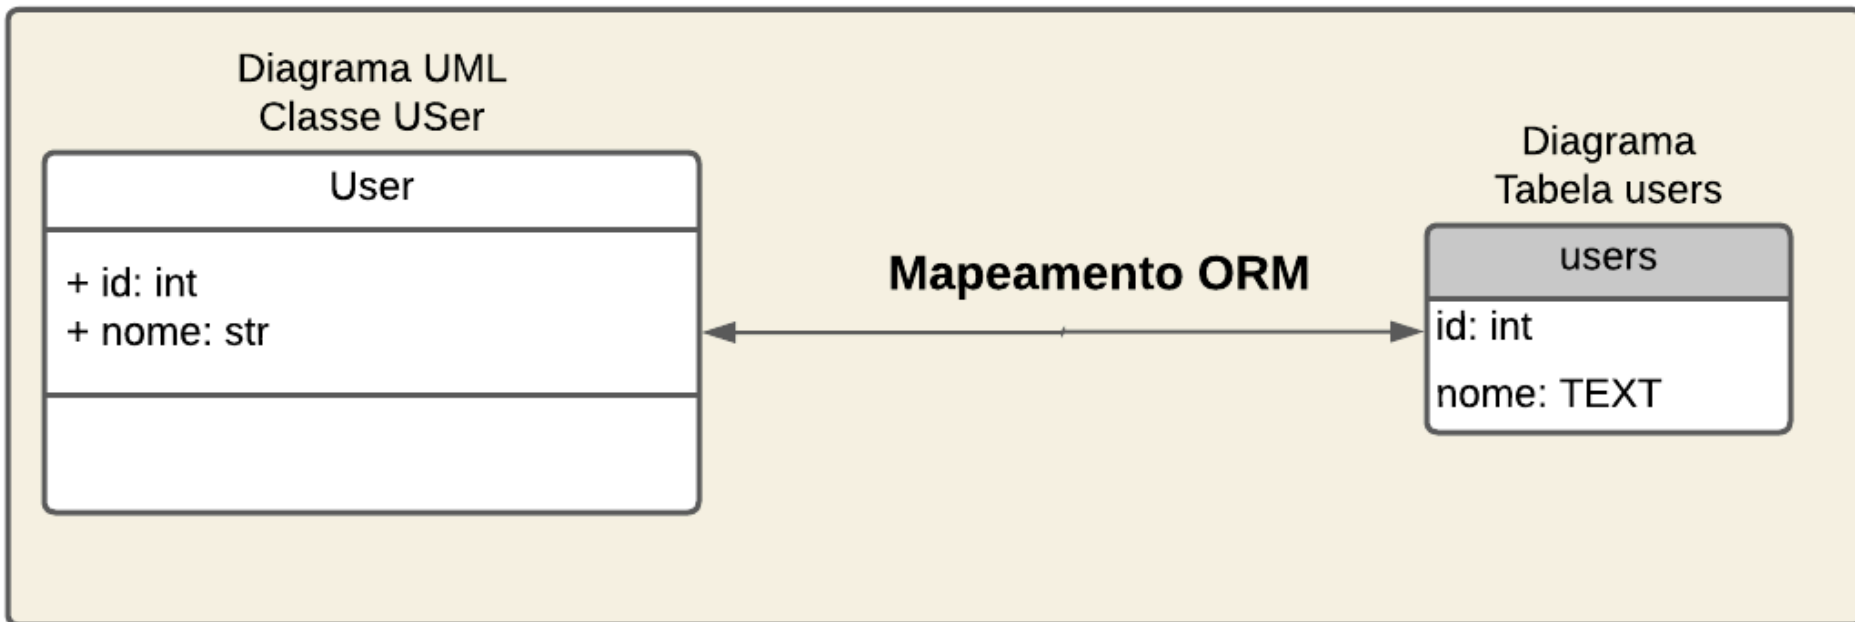 Diagrama UML
Classe USer
User
+ id: int
+ nome: str
Mapeamento ORM
Diagrama
Tabela users
users
id: int
nome: TEXT